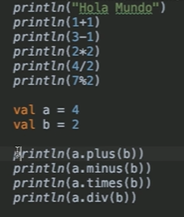 println("Hola Mundo")
println(1+1)
println(3-1)
println(2*2)
println(4/2)
println(7%2)
val a = 4
val b = 2
println(a.plus(b))
println(a.minus(b))
println(a.times(b))
println(a.div(b))